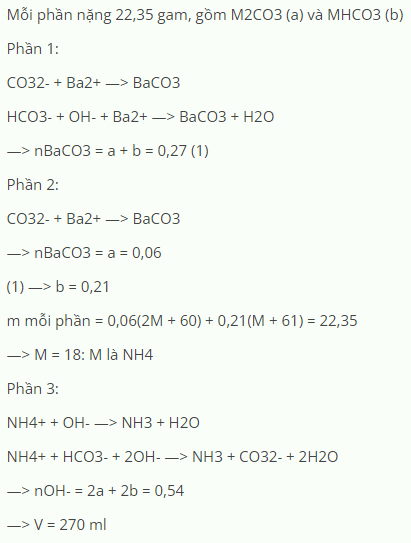 Mỗi phần nặng 22,35 gam, gồm M2CO3 (a) và MHCO3 (b)
Phần 1:
CO32- + Ba2+ —> BaCO3
HCO3- + OH- + Ba2+ —> BaCO3 + H2O
—> nBaCO3 = a + b = 0,27 (1)
Phần 2:
CO32- + Ba2+ —> BaCO3
—> nBaCO3 = a = 0,06
(1) —> b = 0,21
m mỗi phần = 0,06(2M + 60) + 0,21(M + 61) = 22,35
—> M = 18: M là NH4
Phần 3:
NH4+ + OH- —> NH3 + H2O
NH4+ + HCO3- + 2OH- —> NH3 + CO32- + 2H2O
—> nOH- = 2a + 2b = 0,54
—> V = 270 ml